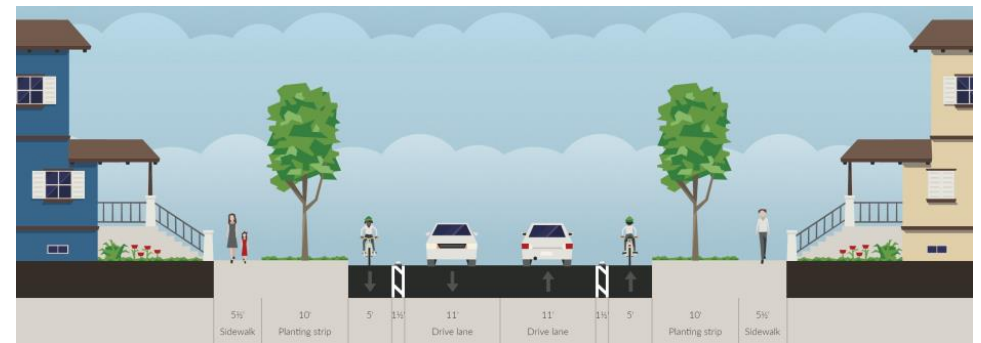 5½' 10' 5' 1½' 11' 11' 1½' 5' 10' 5½'
Sidewalk Planting strip Drive lane Drive lane Planting strip Sidewalk